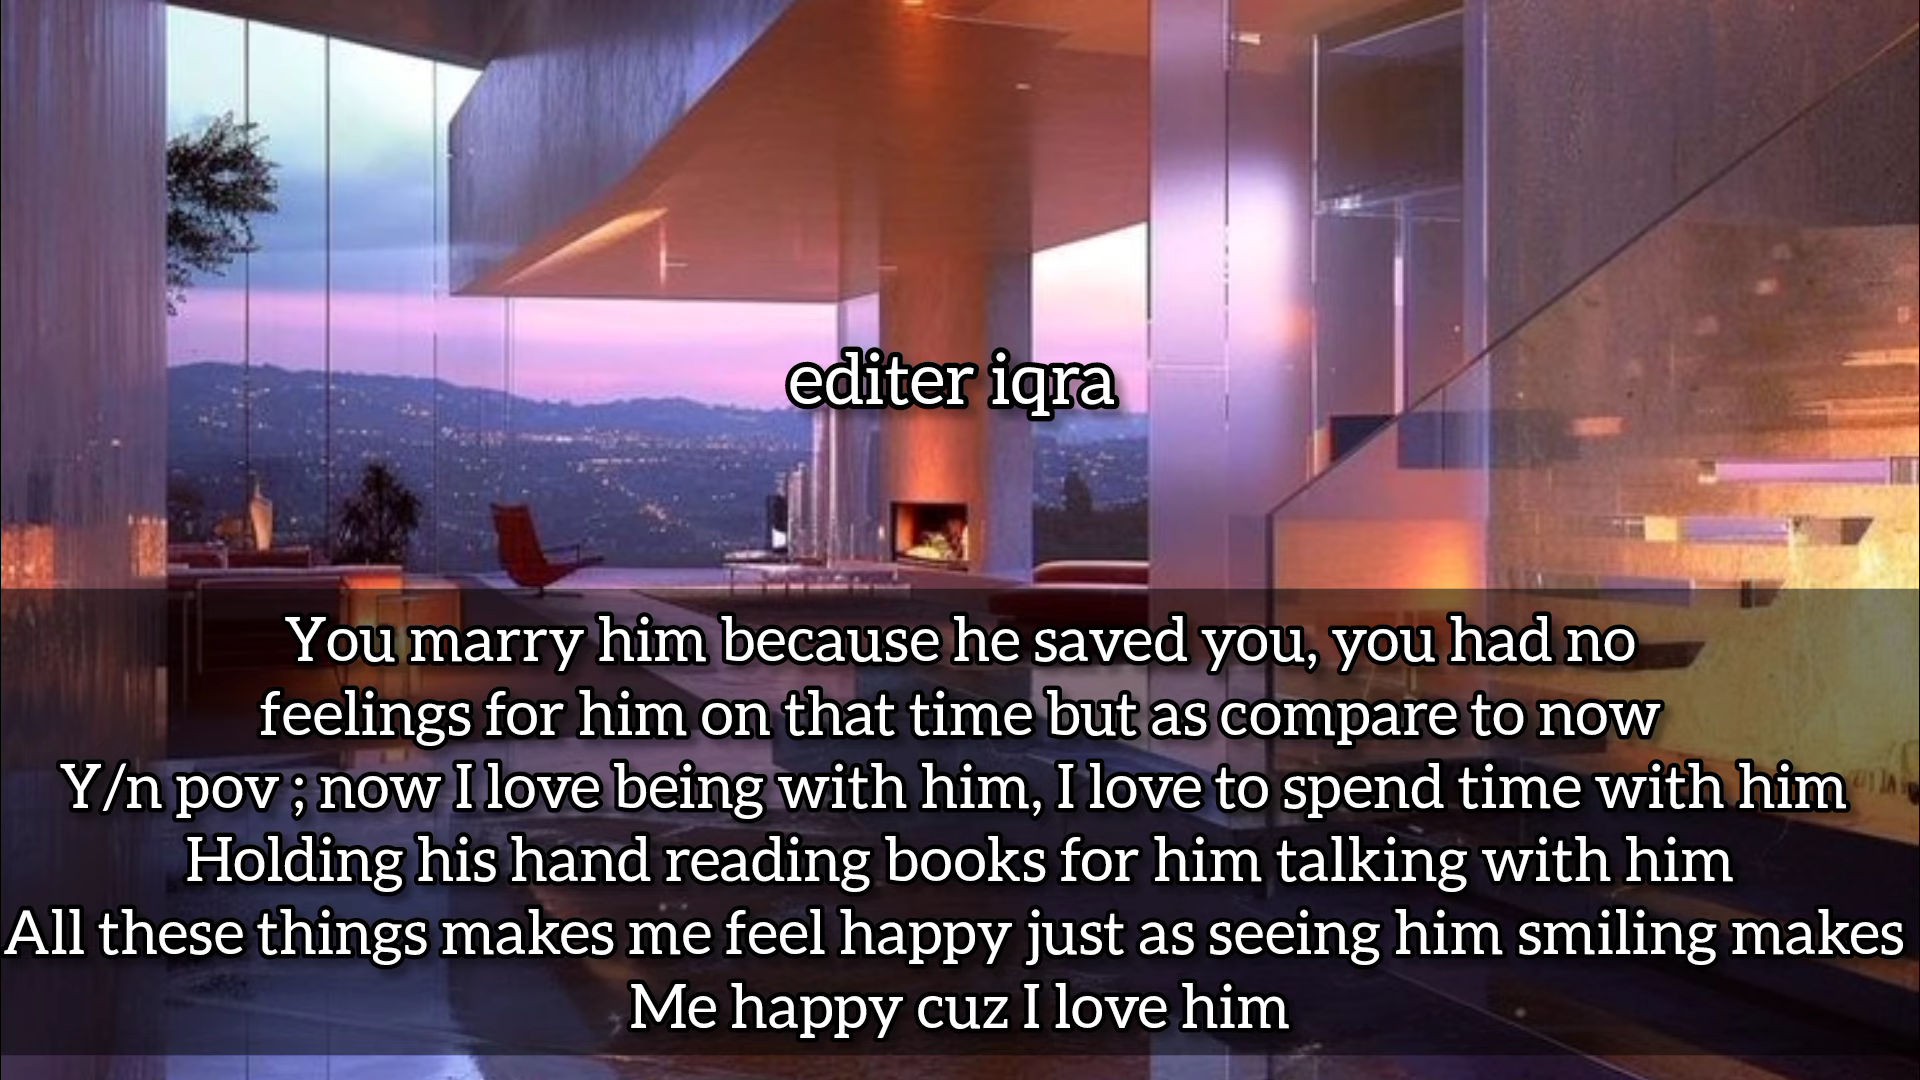 editer iqra
You marry him because he saved you, you had no
feelings for him on that time but as compare to now
Y/n pov ; now I love being with him, I love to spend time with him
Holding his hand reading books for him talking with him
All these things makes me feel happy just as seeing him smiling makes
Me happy cuz I love him